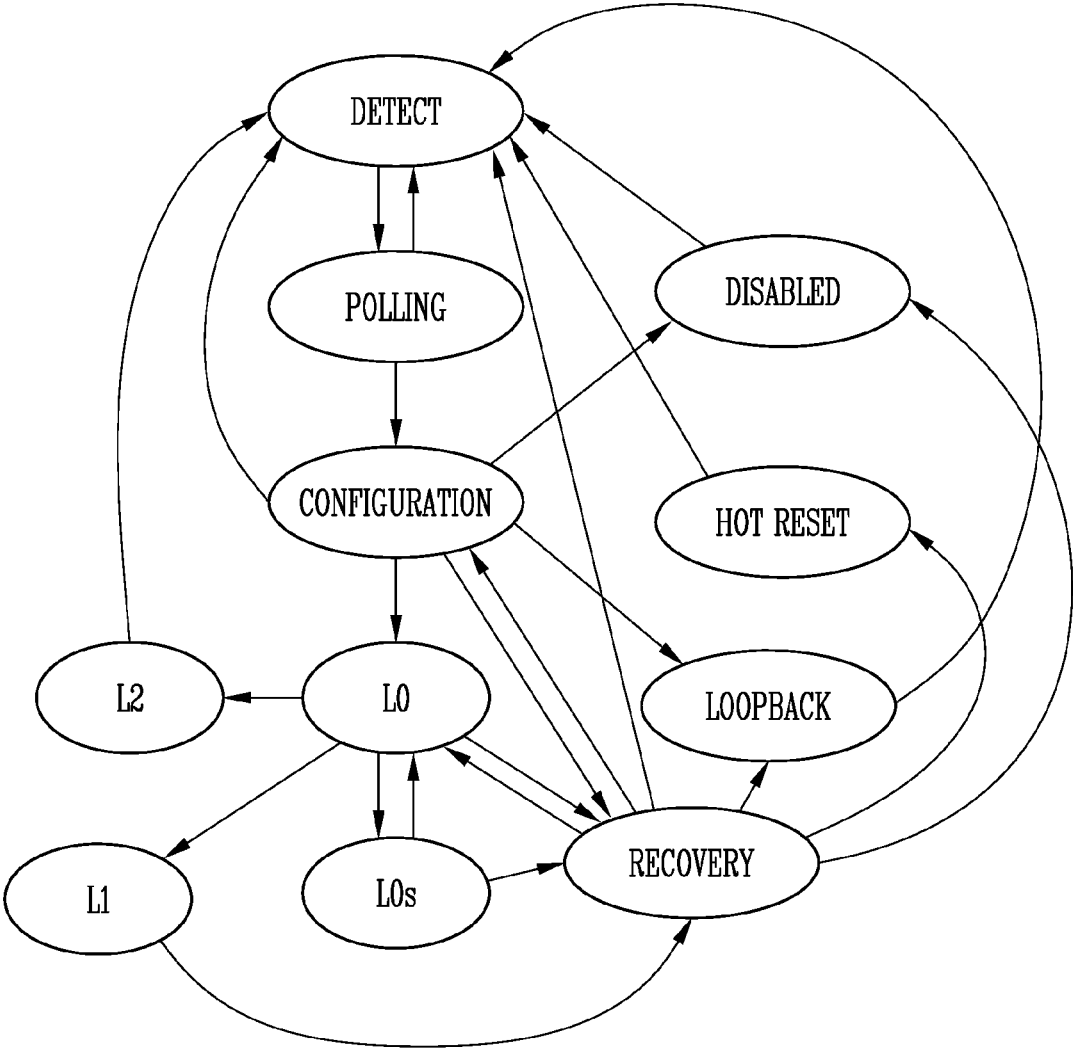 DETECT
POLLING
DISABLED
CONFIGURATION
HOT RESET
L2
L0
LOOPBACK
L1
L0s
RECOVERY